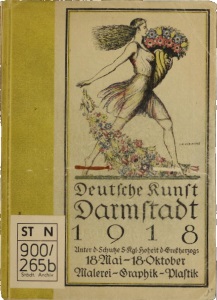 Deutsche Kunst
Darmstadt
1918
Unter d. Schutze S. Kgl. Hoheit d. Großherzogs
18. Mai - 18. Oktober
Malerei - Graphik - Plastik
ST N
900/
265b